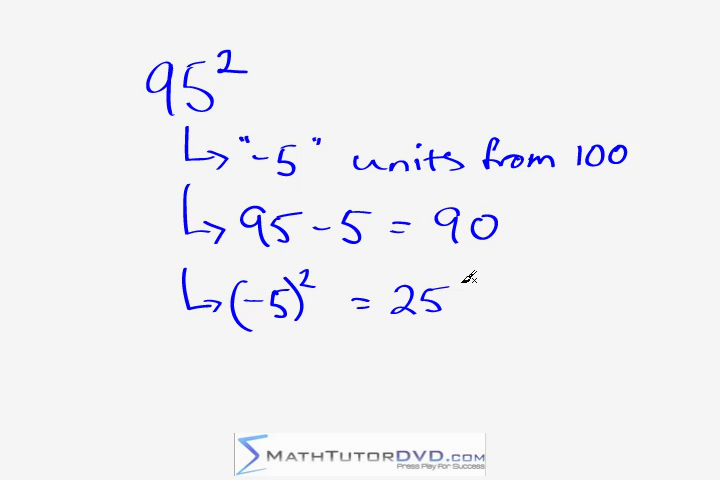 95²
↳ "-5" units from 100
↳ 95 - 5 = 90
↳ (-5)² = 25
MATHTUTORDVD.COM
Press Play For Success